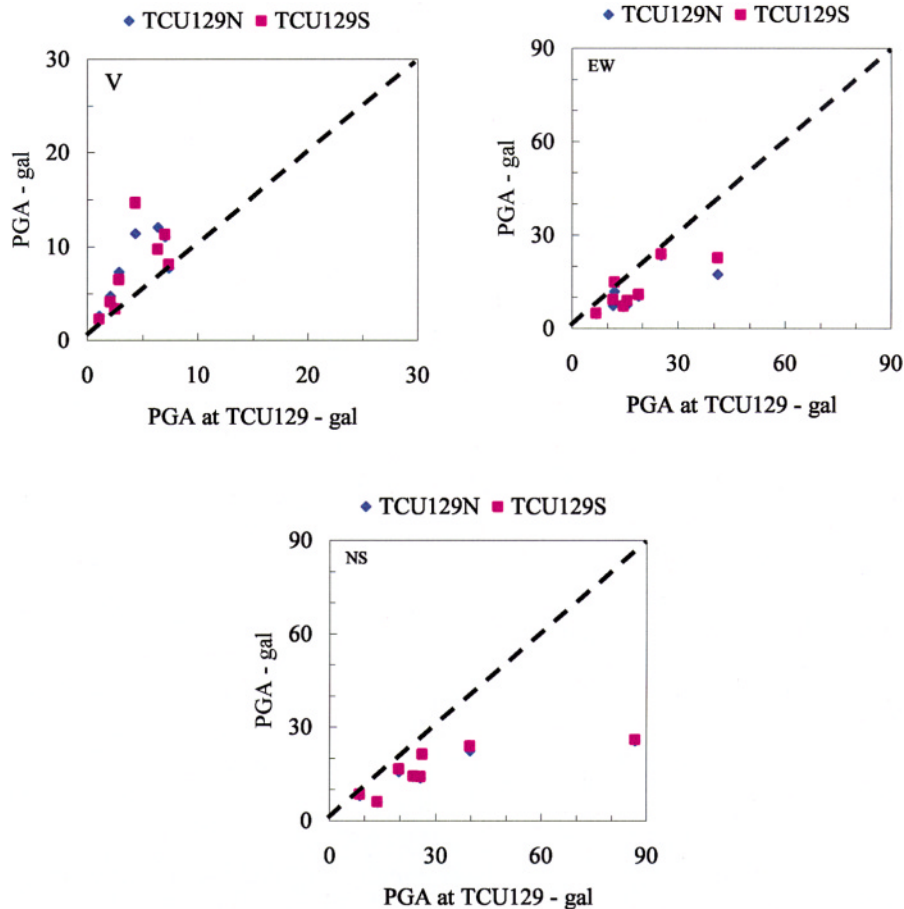 TCU129N TCU129S
30
V
20
PGA - gal
10
0
0 10 20 30
PGA at TCU129 - gal
TCU129N TCU129S
90
EW
60
PGA - gal
30
0
0 30 60 90
PGA at TCU129 - gal
TCU129N TCU129S
90
NS
60
PGA - gal
30
0
0 30 60 90
PGA at TCU129 - gal